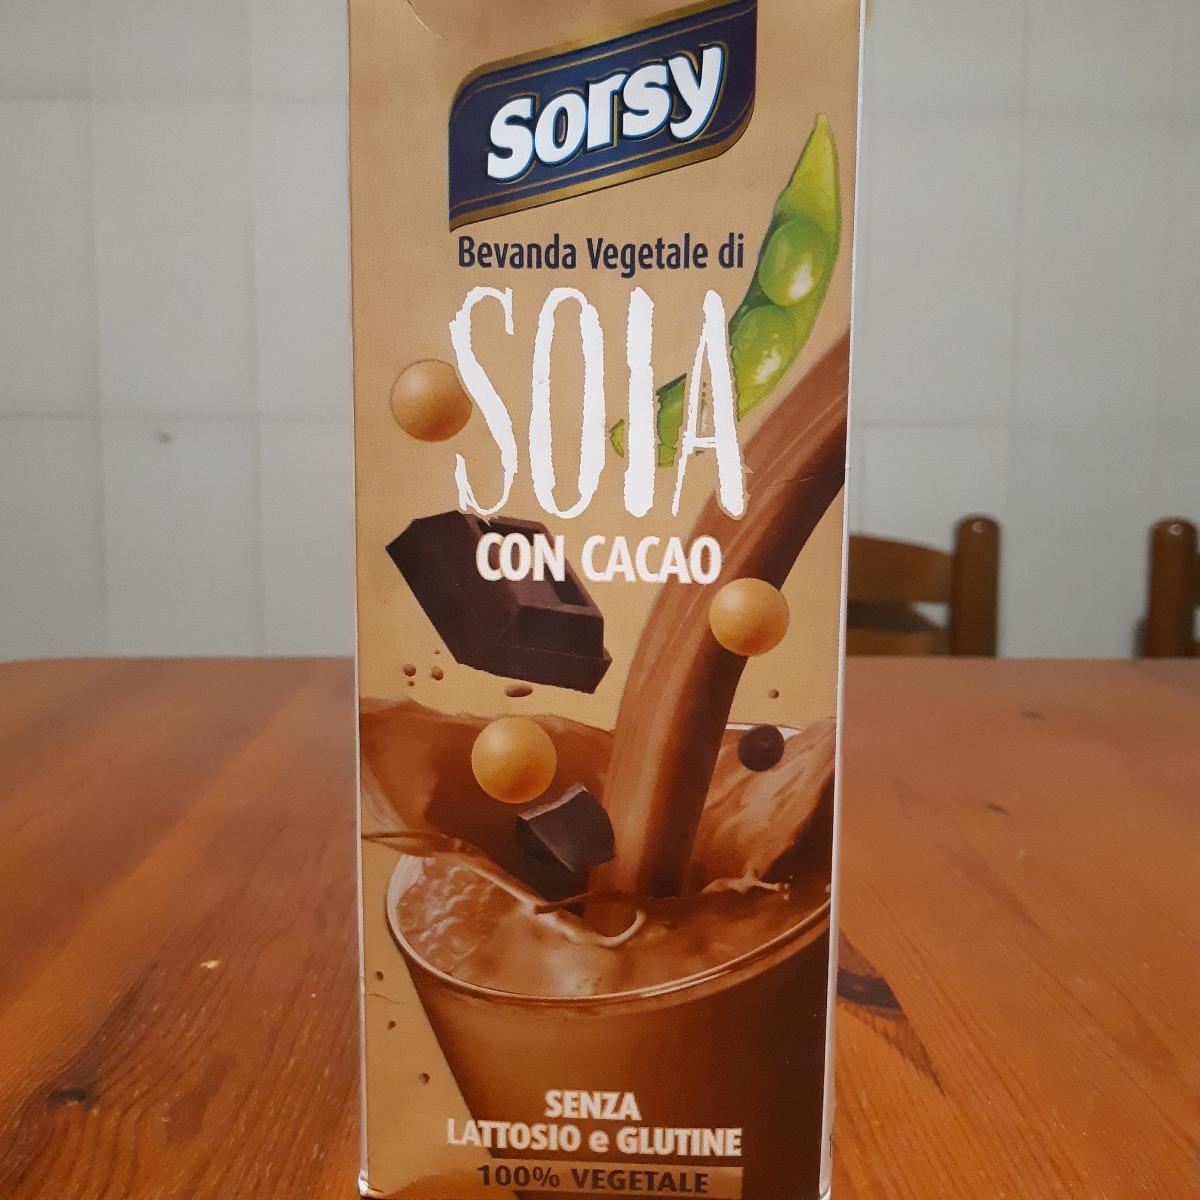 sorsy
Bevanda Vegetale di
SOIA
CON CACAO
SENZA
LATTOSIO e GLUTINE
100% VEGETALE